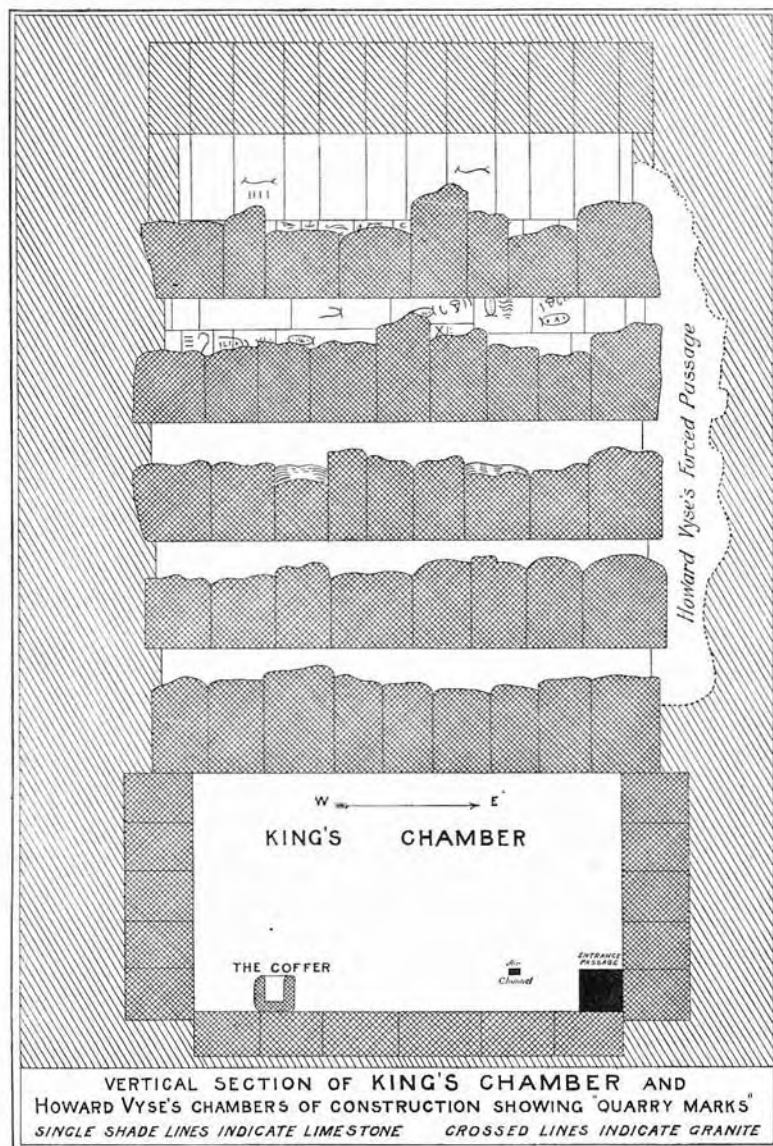 Howard Vyse's Forced Passage
W E
KING'S CHAMBER
THE COFFER
Air
Channel
ENTRANCE
PASSAGE
VERTICAL SECTION OF KING'S CHAMBER AND
HOWARD VYSE'S CHAMBERS OF CONSTRUCTION SHOWING "QUARRY MARKS"
SINGLE SHADE LINES INDICATE LIMESTONE CROSSED LINES INDICATE GRANITE